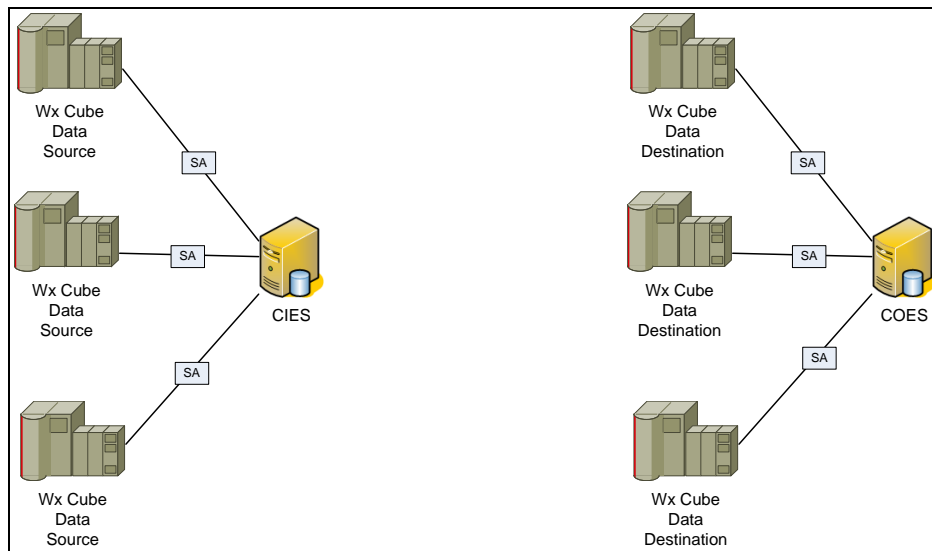 Wx Cube
Data
Source
SA
Wx Cube
Data
Source
SA
CIES
SA
Wx Cube
Data
Source
Wx Cube
Data
Destination
SA
Wx Cube
Data
Destination
SA
COES
SA
Wx Cube
Data
Destination